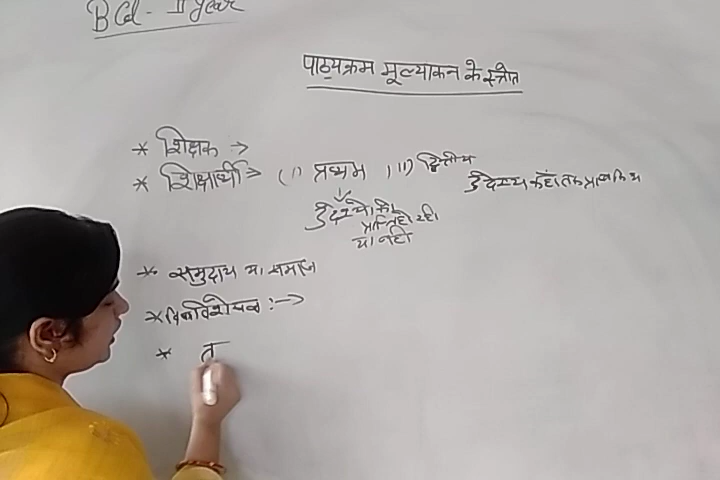 B Ed - II year
पाठ्यक्रम मूल्याकन के स्त्रोत
* शिक्षक →
* शिक्षार्थी → (i) प्रथम , (ii) द्वितीय
उद्देश्य कहाँ तक प्राप्त किये
उद्देश्यो की
प्राप्ति हो रही
या नही
* समुदाय या समाज
* विषय विशेषज्ञ :→
* त